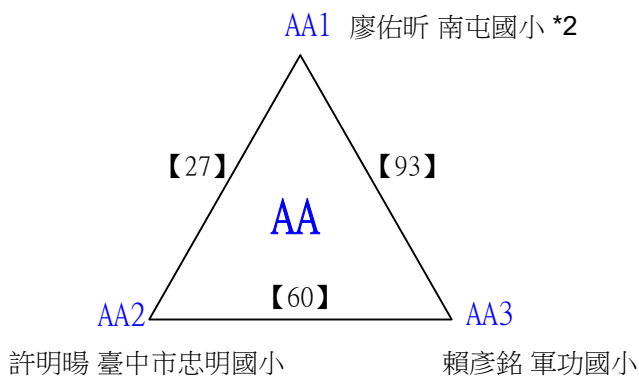 AA1 廖佑昕 南屯國小 *2
【27】 【93】
AA
【60】
AA2 AA3
許明暘 臺中市忠明國小 賴彥銘 軍功國小